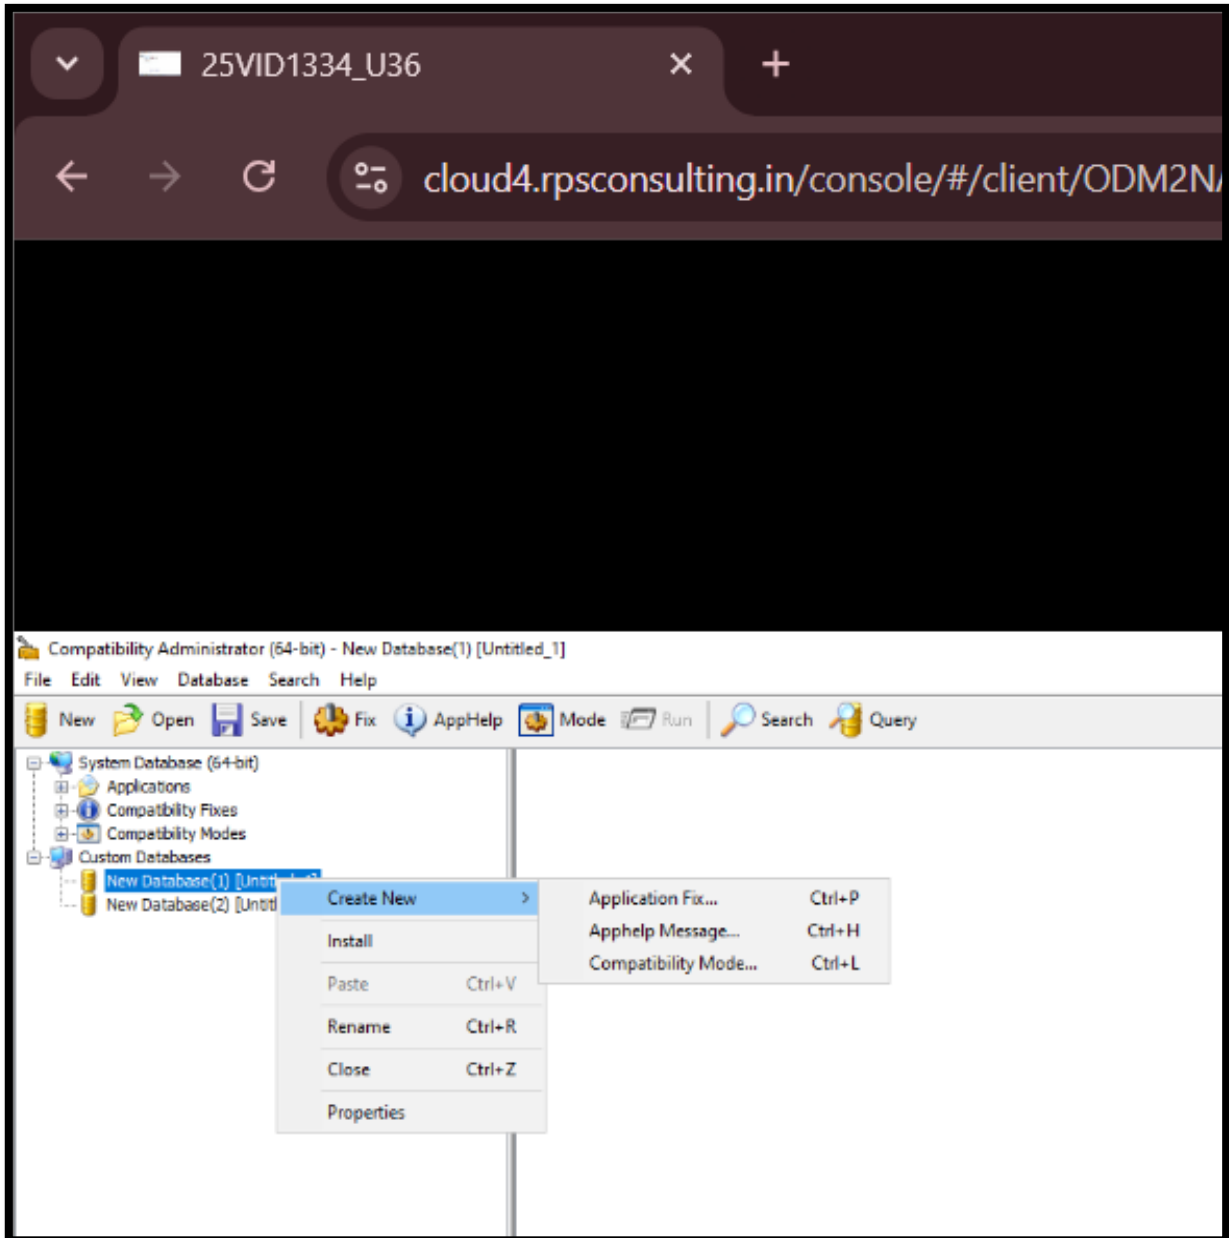 25VID1334_U36
cloud4.rpsconsulting.in/console/#/client/ODM2N
Compatibility Administrator (64-bit) - New Database(1) [Untitled_1]
File Edit View Database Search Help
New Open Save Fix AppHelp Mode Run Search Query
System Database (64-bit)
Applications
Compatibility Fixes
Compatibility Modes
Custom Databases
New Database(1) [Untitled_1]
New Database(2) [Untitl
Create New > Application Fix... Ctrl+P
Apphelp Message... Ctrl+H
Install
Compatibility Mode... Ctrl+L
Paste Ctrl+V
Rename Ctrl+R
Close Ctrl+Z
Properties